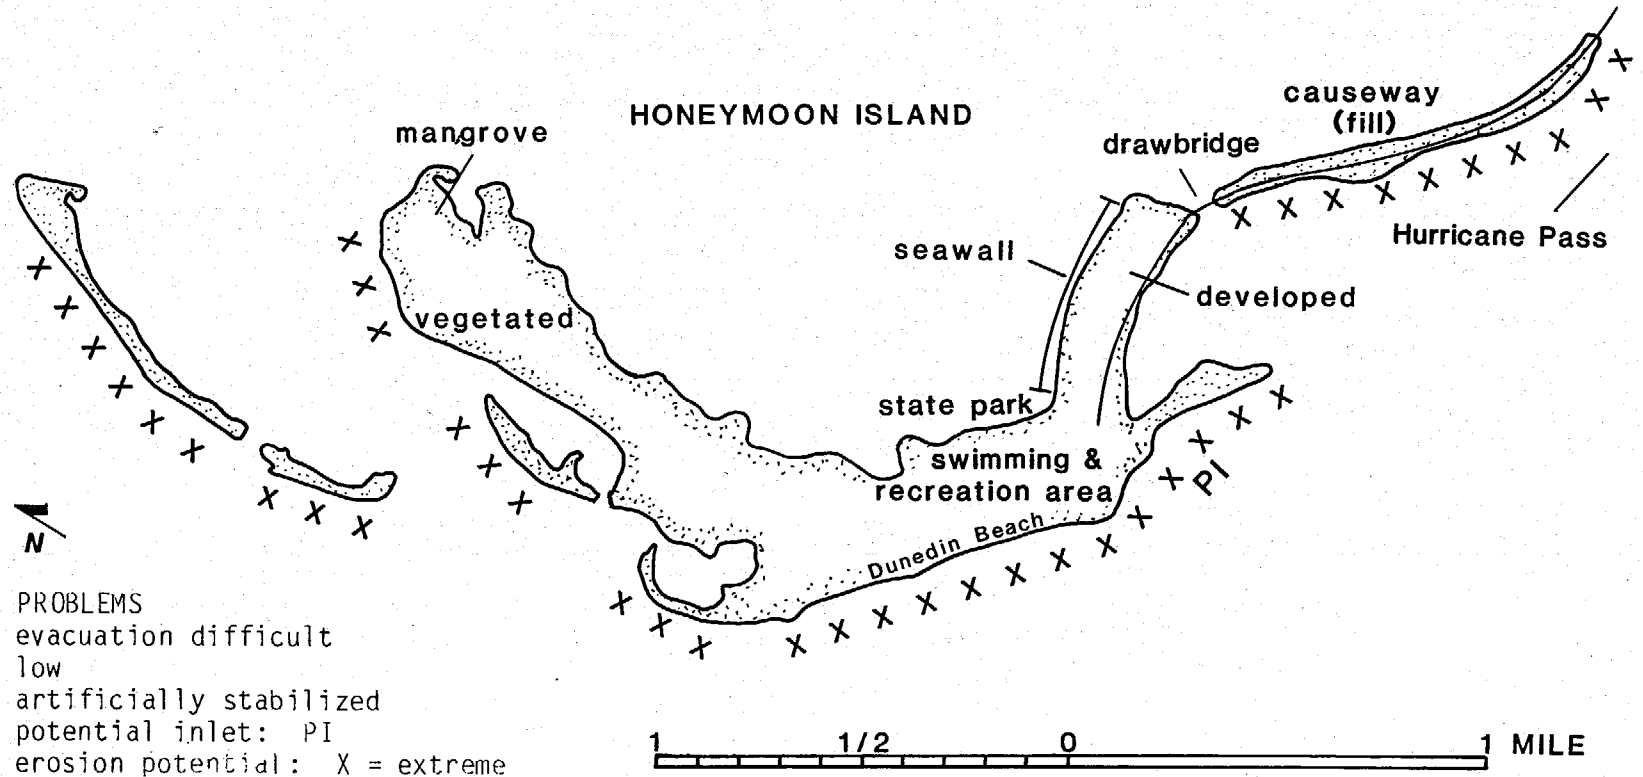 HONEYMOON ISLAND
mangrove
causeway
(fill)
drawbridge
Hurricane Pass
seawall
developed
vegetated
state park
swimming &
recreation area
PI
Dunedin Beach
N
PROBLEMS
evacuation difficult
low
artificially stabilized
potential inlet: PI
erosion potential: X = extreme
1 1/2 0 1 MILE